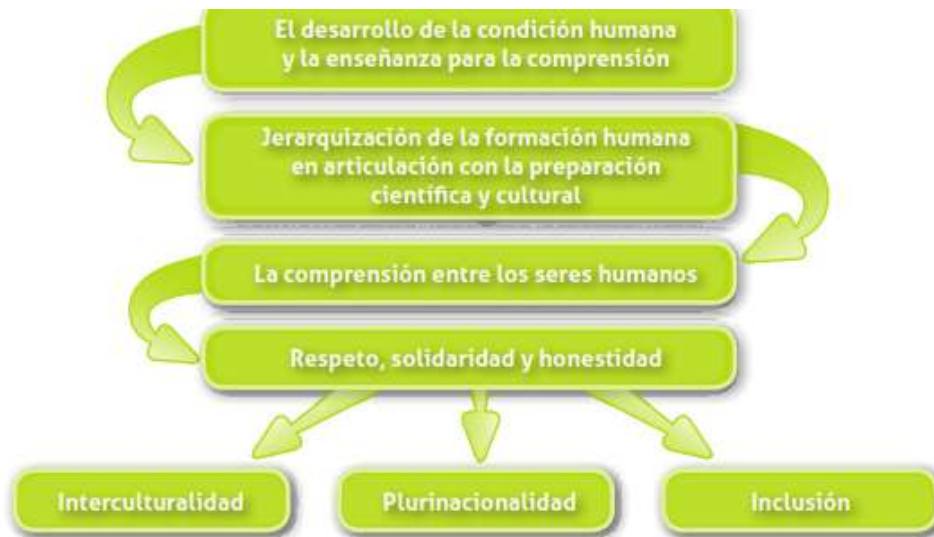 El desarrollo de la condición humana
y la enseñanza para la comprensión
Jerarquización de la formación humana
en articulación con la preparación
científica y cultural
La comprensión entre los seres humanos
Respeto, solidaridad y honestidad
Interculturalidad
Plurinacionalidad
Inclusión